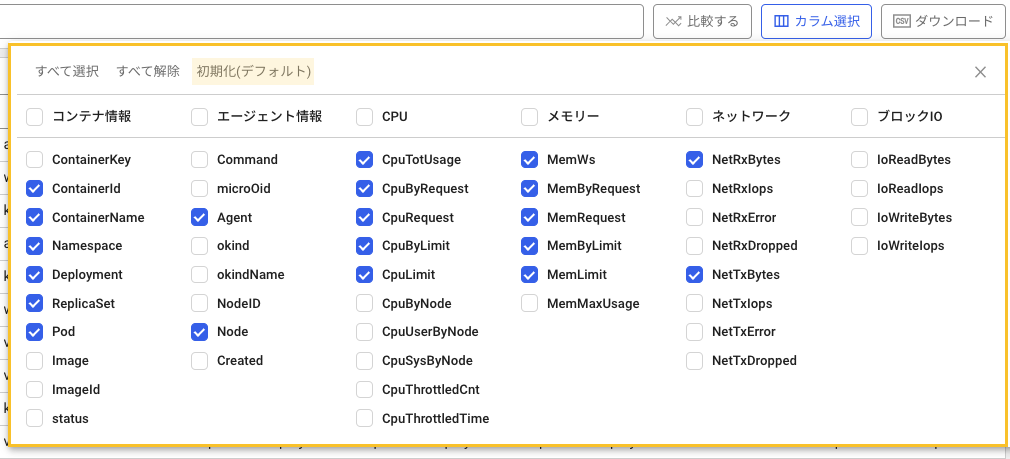 比較する カラム選択 CSV ダウンロード
すべて選択 すべて解除 初期化(デフォルト)
コンテナ情報 エージェント情報 CPU メモリー ネットワーク ブロックIO
ContainerKey Command CpuTotUsage MemWs NetRxBytes IoReadBytes
ContainerId microOid CpuByRequest MemByRequest NetRxIops IoReadIops
ContainerName Agent CpuRequest MemRequest NetRxError IoWriteBytes
Namespace okind CpuByLimit MemByLimit NetRxDropped IoWriteIops
Deployment okindName CpuLimit MemLimit NetTxBytes
ReplicaSet NodeID CpuByNode MemMaxUsage NetTxIops
Pod Node CpuUserByNode NetTxError
Image Created CpuSysByNode NetTxDropped
ImageId CpuThrottledCnt
status CpuThrottledTime